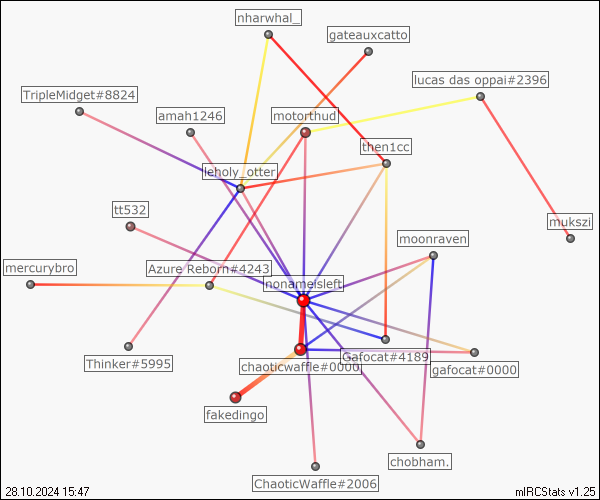 nharwhal_
gateauxcatto
lucas das oppai#2396
TripleMidget#8824
amah1246
motorthud
then1cc
leholy_otter
tt532
mukszi
moonraven
mercurybro
Azure Reborn#4243
nonameisleft
Thinker#5995
chaoticwaffle#0000
Gafocat#4189
gafocat#0000
fakedingo
chobham.
ChaoticWaffle#2006
28.10.2024 15:47
mIRCStats v1.25